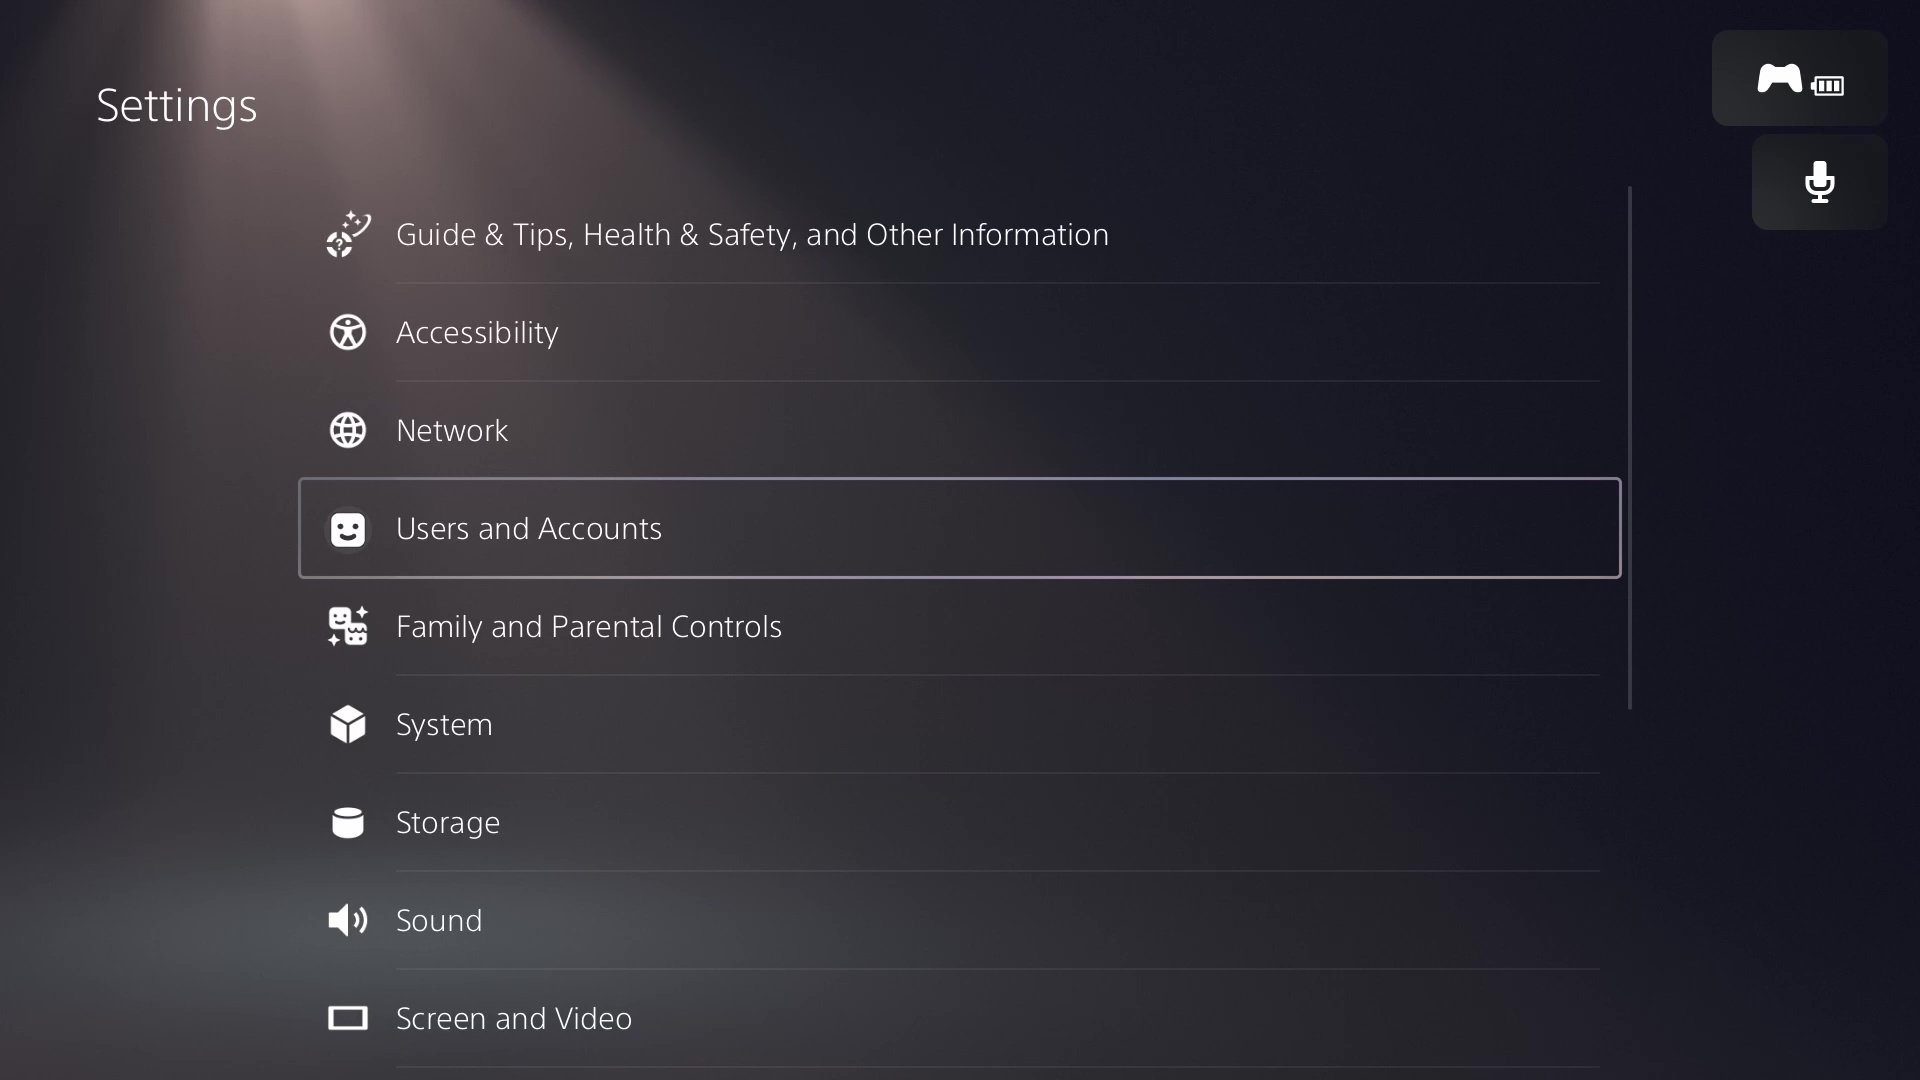 Settings
Guide & Tips, Health & Safety, and Other Information
Accessibility
Network
Users and Accounts
Family and Parental Controls
System
Storage
Sound
Screen and Video